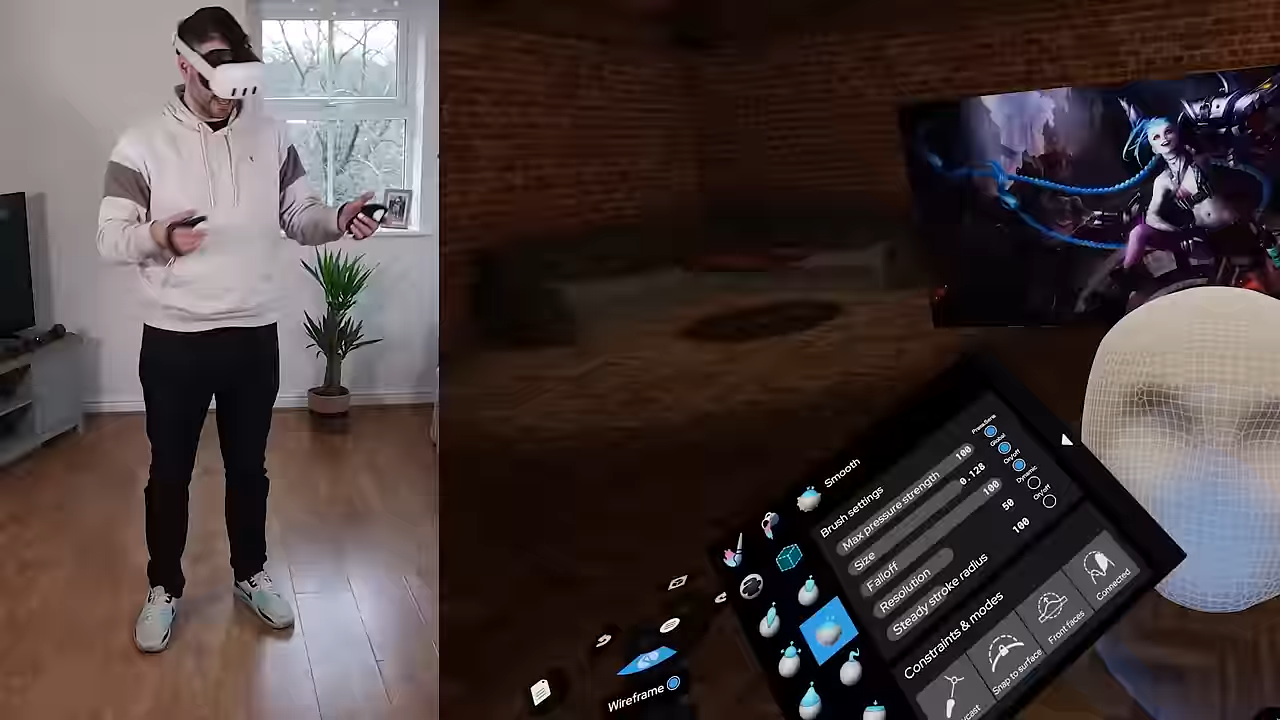 Smooth
Brush settings
Max pressure strength 100
Size 0.128
Falloff 100
Resolution 50
Steady stroke radius 100
Global
On/off
Dynamic
On/off
Constraints & modes
Snap to surface
Front faces
Connected
Wireframe